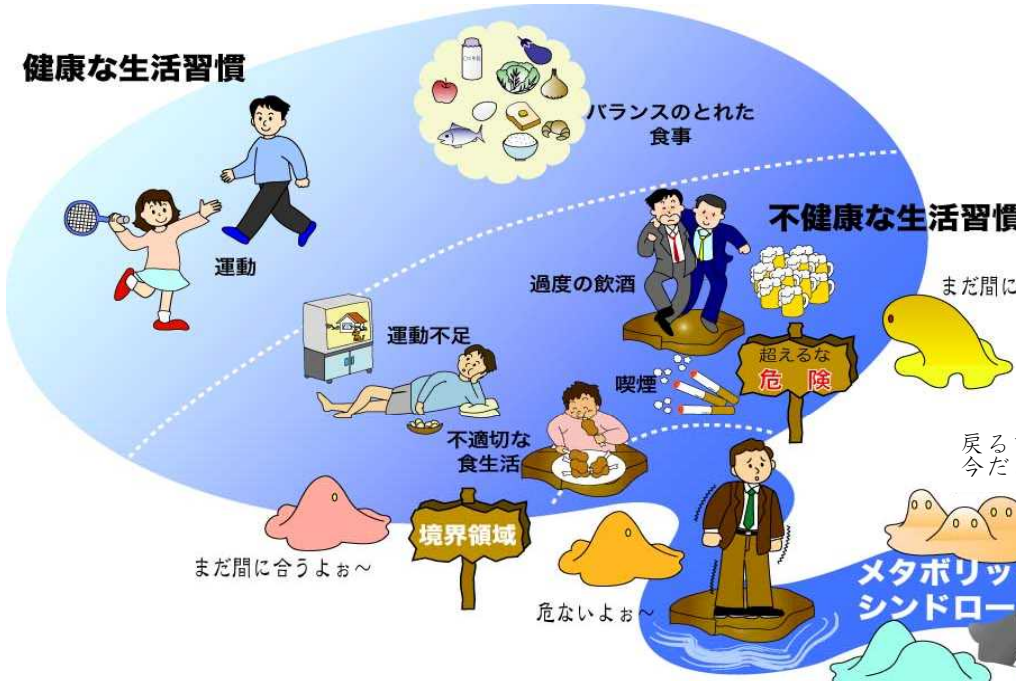 健康な生活習慣
バランスのとれた
食事
運動
不健康な生活習慣
過度の飲酒
まだ間に
運動不足
超えるな
危険
喫煙
不適切な
食生活
戻る
今だ
境界領域
まだ間に合うよぉ～
危ないよぉ～
メタボリッ
シンドロー